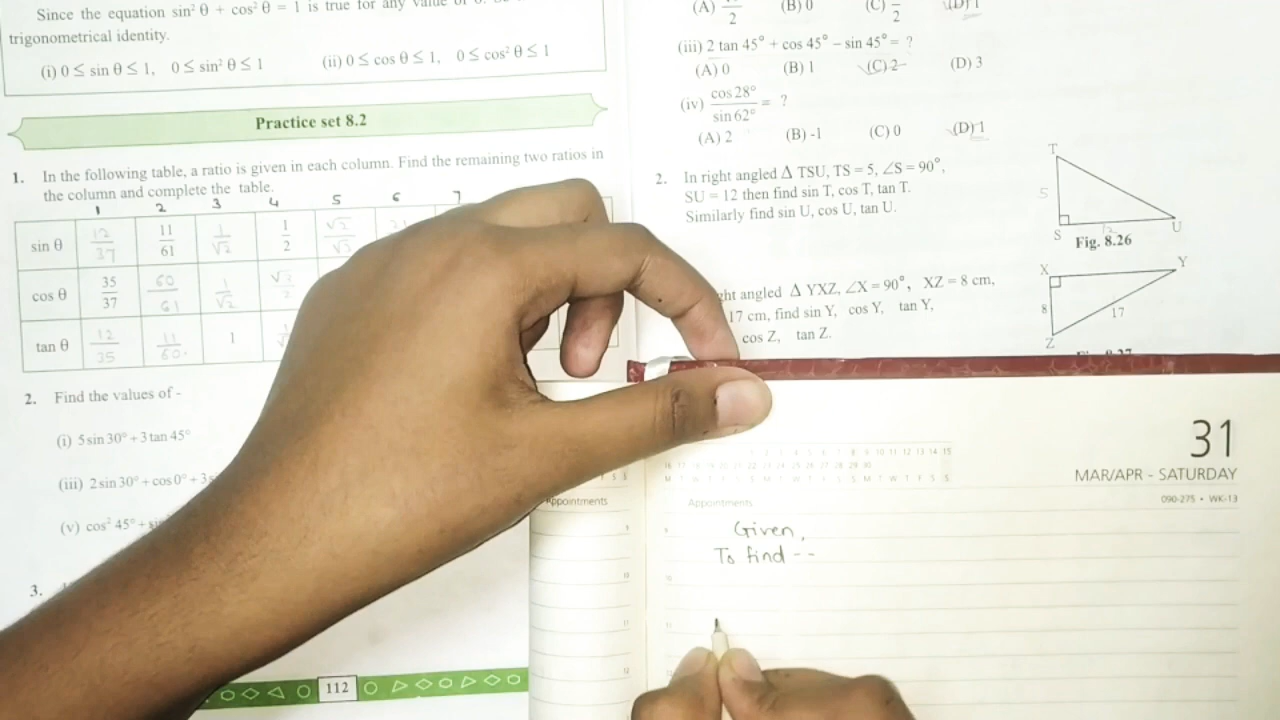 Since the equation sin² θ + cos² θ = 1 is true for any value
trigonometrical identity.
(i) 0 ≤ sin θ ≤ 1, 0 ≤ sin² θ ≤ 1 (ii) 0 ≤ cos θ ≤ 1, 0 ≤ cos² θ ≤ 1
Practice set 8.2
1. In the following table, a ratio is given in each column. Find the remaining two ratios in
the column and complete the table.
1 2 3 4 5 6 7
sin θ 12/37 11/61 1/√2 1/2
cos θ 35/37 60/61 1/√2 √3/2
tan θ 12/35 11/60 1
2. Find the values of -
(i) 5 sin 30° + 3 tan 45°
(iii) 2 sin 30° + cos 0° + 3
(v) cos² 45° +
3.
112
(A) (B) 0 (C) (D) 1
2 2
(iii) 2 tan 45° + cos 45° − sin 45° = ?
(A) 0 (B) 1 (C) 2 (D) 3
(iv) cos 28°/sin 62° = ?
(A) 2 (B) -1 (C) 0 (D) 1
2. In right angled Δ TSU, TS = 5, ∠S = 90°,
SU = 12 then find sin T, cos T, tan T.
Similarly find sin U, cos U, tan U.
T
5
S 12 U
Fig. 8.26
angled Δ YXZ, ∠X = 90°, XZ = 8 cm,
17 cm, find sin Y, cos Y, tan Y,
cos Z, tan Z.
X Y
8 17
Z
31
MAR/APR - SATURDAY
090-275 • WK-13
Appointments
Appointments
Given,
To find --